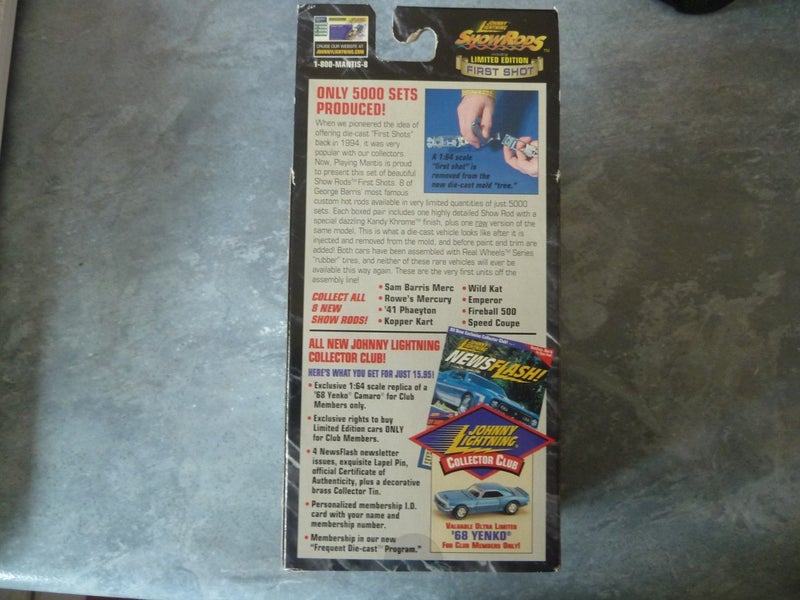 CRUISE OUR WEBSITE AT
JOHNNYLIGHTNING.COM
1-800-MANTIS-8
JOHNNY
LIGHTNING
SHOWRODS
LIMITED EDITION
FIRST SHOT
ONLY 5000 SETS
PRODUCED!
When we pioneered the idea of
offering die-cast "First Shots"
back in 1994, it was very
popular with our collectors.
Now, Playing Mantis is proud
to present this set of beautiful
Show Rods™ First Shots. 8 of
George Barris' most famous
custom hot rods available in very limited quantities of just 5000
sets. Each boxed pair includes one highly detailed Show Rod with a
special dazzling Kandy Khrome™ finish, plus one raw version of the
same model. This is what a die-cast vehicle looks like after it is
injected and removed from the mold, and before paint and trim are
added! Both cars have been assembled with Real Wheels™ Series
"rubber" tires, and neither of these rare vehicles will ever be
available this way again. These are the very first units off the
assembly line!
A 1:64 scale
"first shot" is
removed from the
new die-cast mold "tree."
COLLECT ALL
8 NEW
SHOW RODS!
• Sam Barris Merc
• Rowe's Mercury
• '41 Phaeyton
• Kopper Kart
• Wild Kat
• Emperor
• Fireball 500
• Speed Coupe
ALL NEW JOHNNY LIGHTNING
COLLECTOR CLUB!
HERE'S WHAT YOU GET FOR JUST 15.95!
• Exclusive 1:64 scale replica of a
'68 Yenko® Camaro® for Club
Members only.
• Exclusive rights to buy
Limited Edition cars ONLY
for Club Members.
• 4 NewsFlash newsletter
issues, exquisite Lapel Pin,
official Certificate of
Authenticity, plus a decorative
brass Collector Tin.
• Personalized membership I.D.
card with your name and
membership number.
• Membership in our new
"Frequent Die-cast™ Program."
NEWSFLASH!
JOHNNY
LIGHTNING®
COLLECTOR CLUB
VALUABLE ULTRA LIMITED
'68 YENKO®
FOR CLUB MEMBERS ONLY!